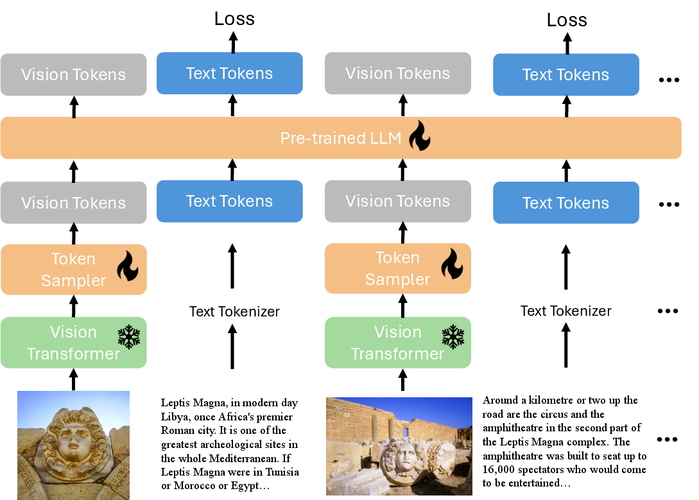 Loss
Loss
Vision Tokens
Text Tokens
Vision Tokens
Text Tokens
...
Pre-trained LLM
Vision Tokens
Text Tokens
Vision Tokens
Text Tokens
...
Token
Sampler
Token
Sampler
Text Tokenizer
Text Tokenizer
...
Vision
Transformer
Vision
Transformer
Leptis Magna, in modern day
Libya, once Africa's premier
Roman city. It is one of the
greatest archeological sites in
the whole Mediterranean. If
Leptis Magna were in Tunisia
or Morocco or Egypt…
Around a kilometre or two up the
road are the circus and the
amphitheatre in the second part of
the Leptis Magna complex. The
amphitheatre was built to seat up to
16,000 spectators who would come
to be entertained…
...